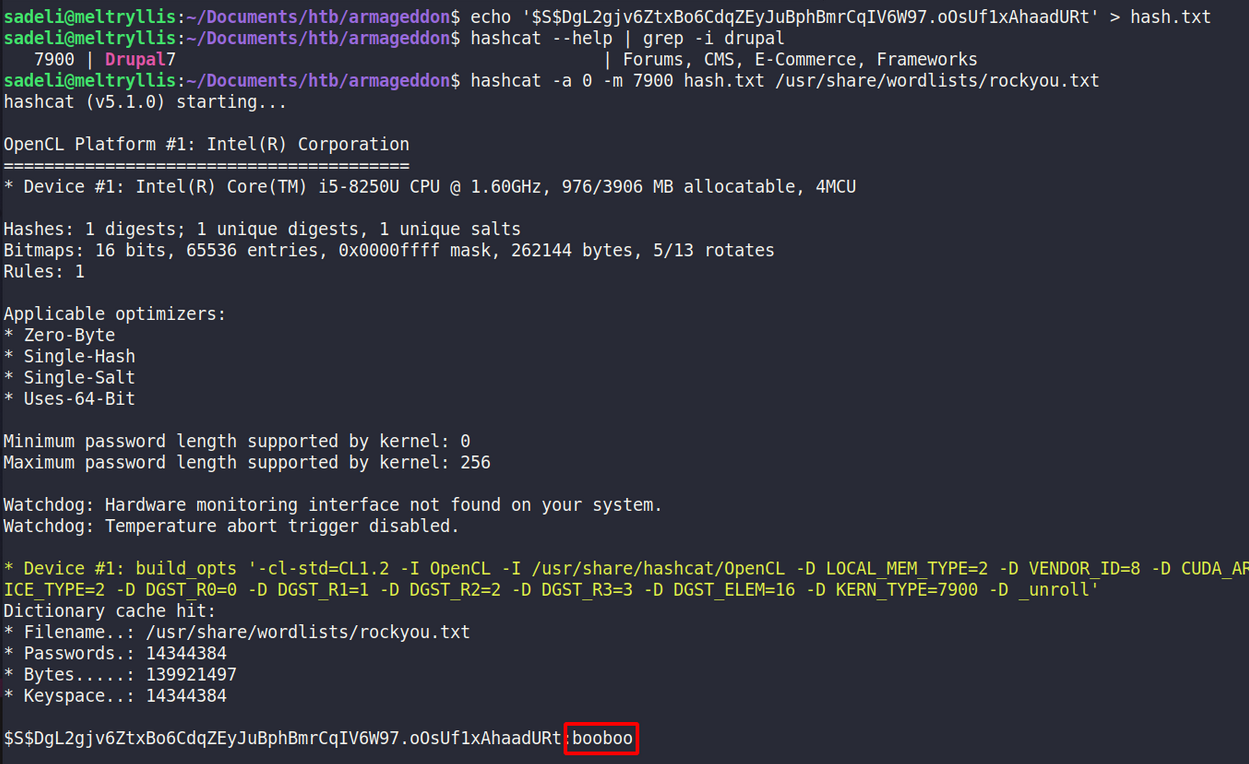 sadeli@meltryllis:~/Documents/htb/armageddon$ echo '$S$DgL2gjv6ZtxBo6CdqZEyJuBphBmrCqIV6W97.oOsUf1xAhaadURt' > hash.txt
sadeli@meltryllis:~/Documents/htb/armageddon$ hashcat --help | grep -i drupal
   7900 | Drupal7                                          | Forums, CMS, E-Commerce, Frameworks
sadeli@meltryllis:~/Documents/htb/armageddon$ hashcat -a 0 -m 7900 hash.txt /usr/share/wordlists/rockyou.txt
hashcat (v5.1.0) starting...
OpenCL Platform #1: Intel(R) Corporation
========================================
* Device #1: Intel(R) Core(TM) i5-8250U CPU @ 1.60GHz, 976/3906 MB allocatable, 4MCU
Hashes: 1 digests; 1 unique digests, 1 unique salts
Bitmaps: 16 bits, 65536 entries, 0x0000ffff mask, 262144 bytes, 5/13 rotates
Rules: 1
Applicable optimizers:
* Zero-Byte
* Single-Hash
* Single-Salt
* Uses-64-Bit
Minimum password length supported by kernel: 0
Maximum password length supported by kernel: 256
Watchdog: Hardware monitoring interface not found on your system.
Watchdog: Temperature abort trigger disabled.
* Device #1: build_opts '-cl-std=CL1.2 -I OpenCL -I /usr/share/hashcat/OpenCL -D LOCAL_MEM_TYPE=2 -D VENDOR_ID=8 -D CUDA_AR
ICE_TYPE=2 -D DGST_R0=0 -D DGST_R1=1 -D DGST_R2=2 -D DGST_R3=3 -D DGST_ELEM=16 -D KERN_TYPE=7900 -D _unroll'
Dictionary cache hit:
* Filename..: /usr/share/wordlists/rockyou.txt
* Passwords.: 14344384
* Bytes.....: 139921497
* Keyspace..: 14344384
$S$DgL2gjv6ZtxBo6CdqZEyJuBphBmrCqIV6W97.oOsUf1xAhaadURt:booboo